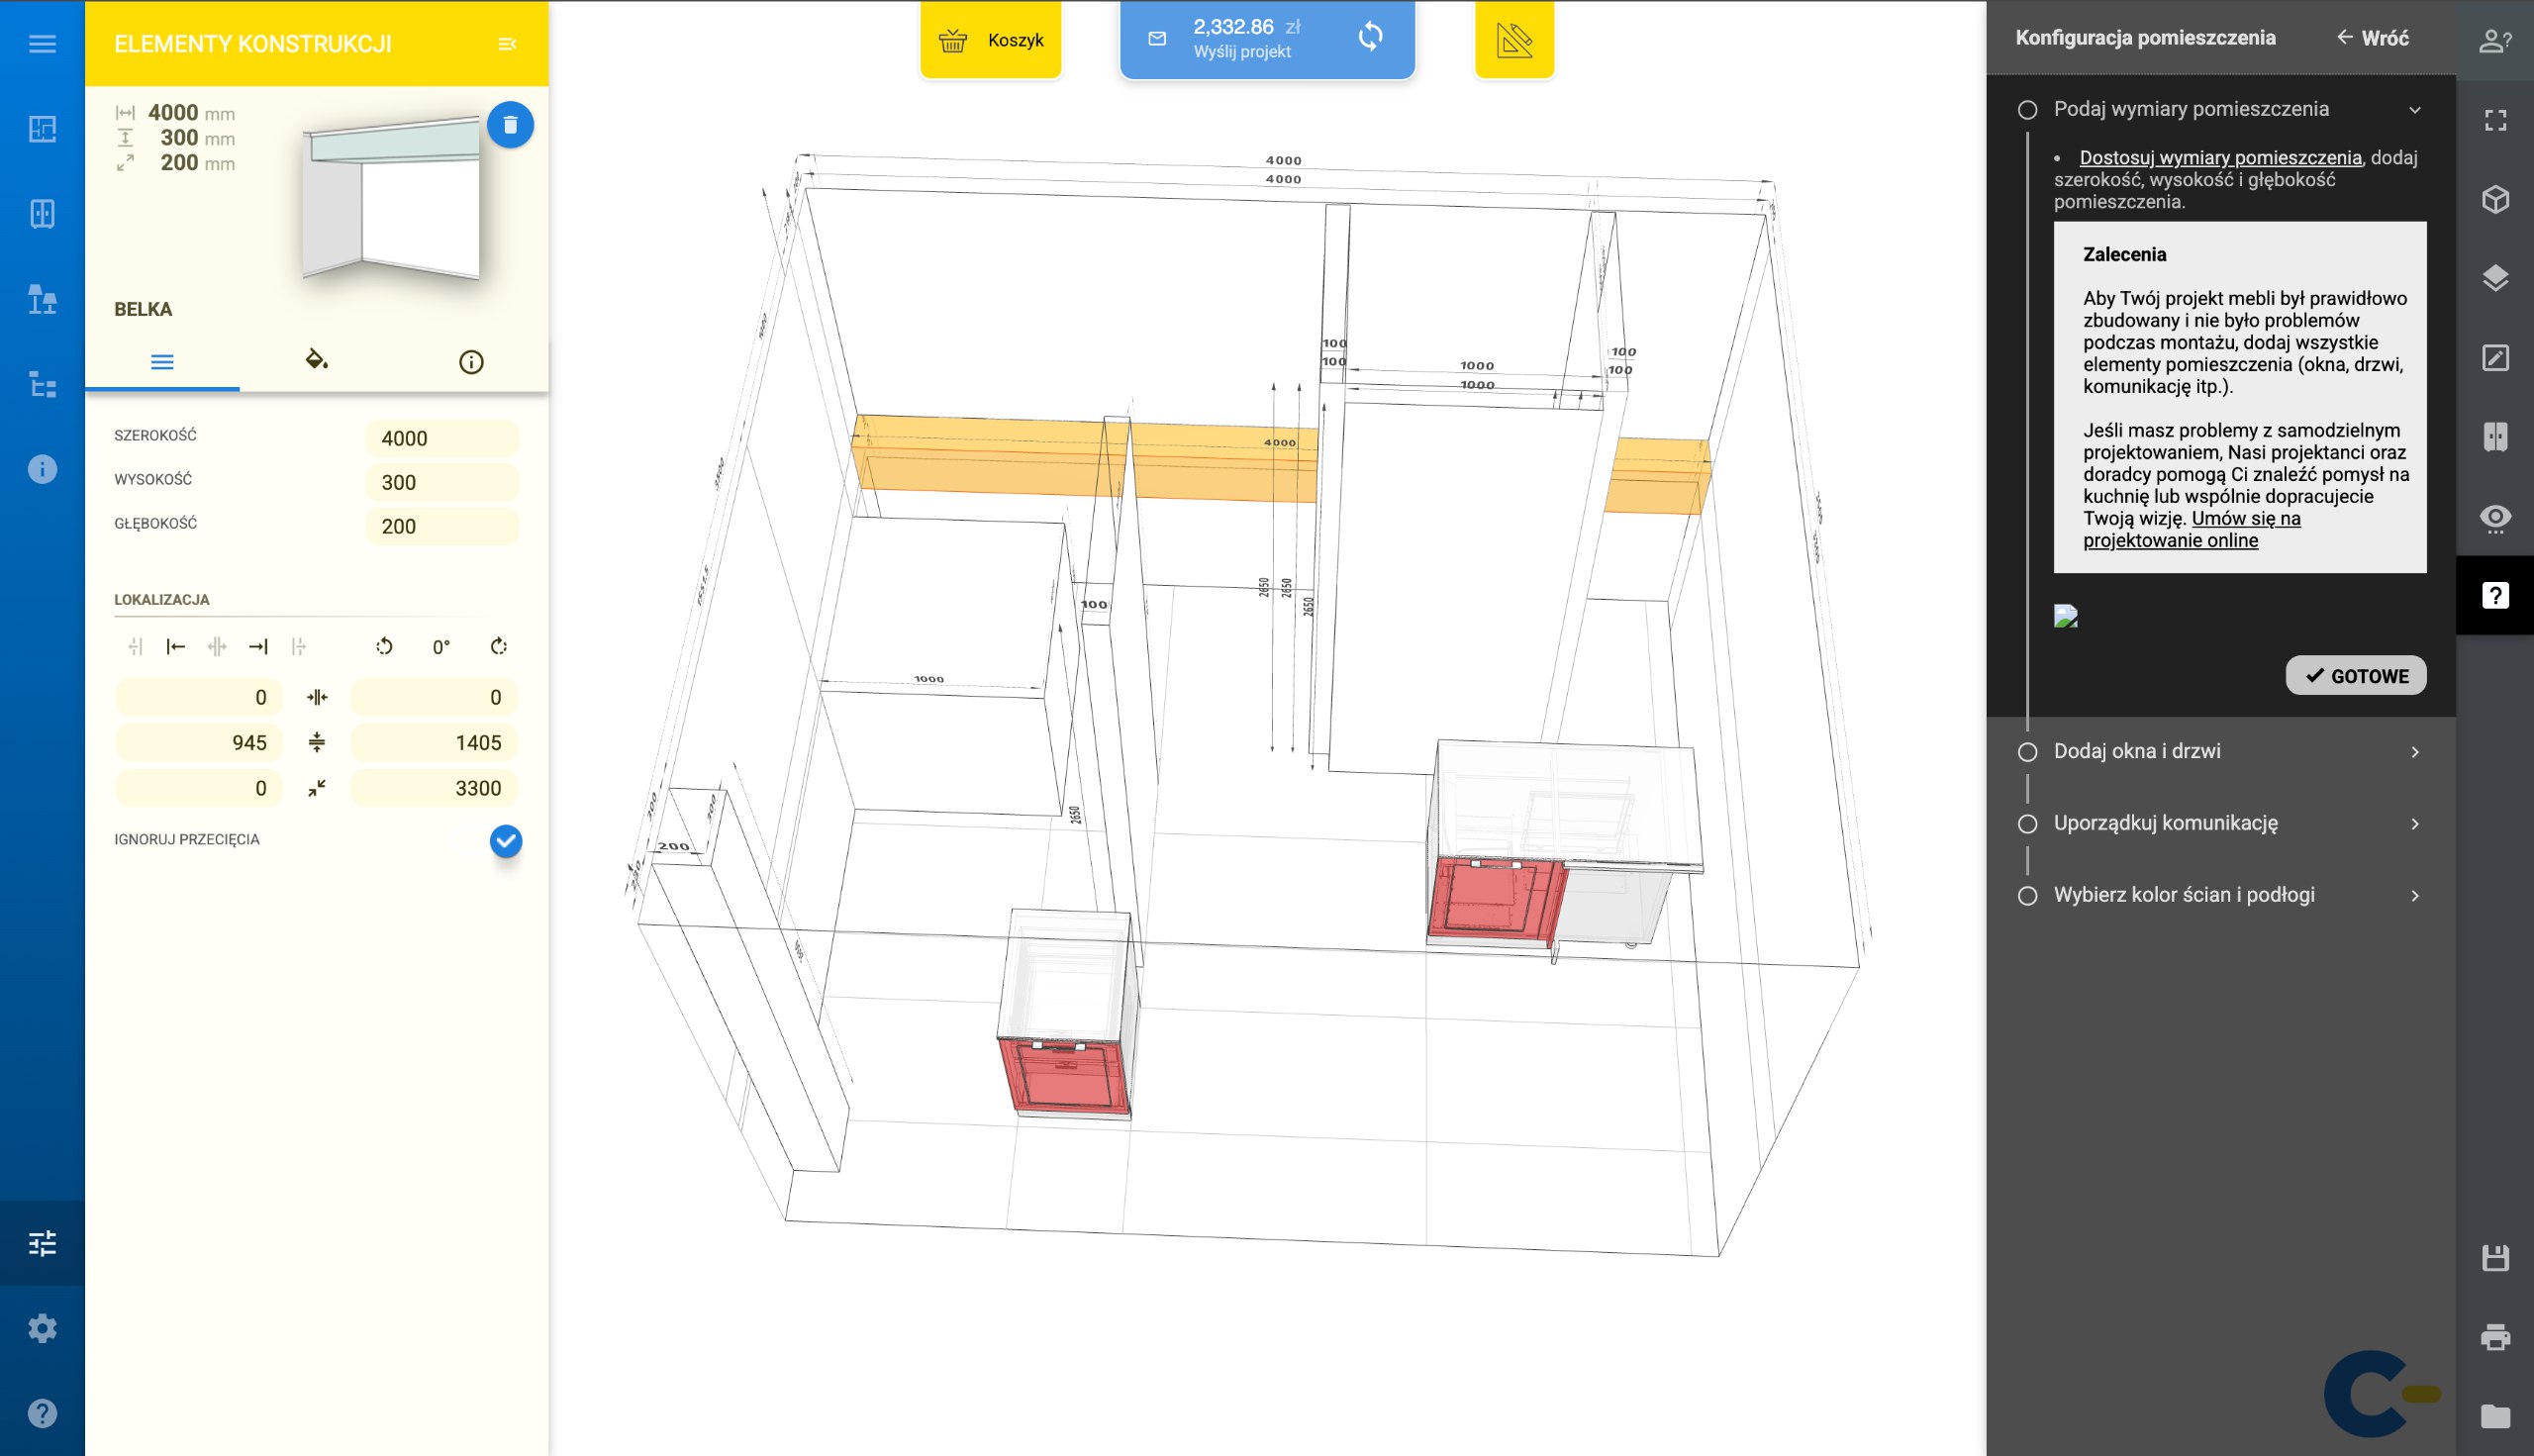 ELEMENTY KONSTRUKCJI
4000 mm
300 mm
200 mm
BELKA
SZEROKOŚĆ 4000
WYSOKOŚĆ 300
GŁĘBOKOŚĆ 200
LOKALIZACJA
0°
0 0
945 1405
0 3300
IGNORUJ PRZECIĘCIA
Koszyk
2,332.86 zł
Wyślij projekt
4000
4000
100
100
1000
1000
100
100
4000
2650
2650
2650
100
1000
2650
300
300
200
Konfiguracja pomieszczenia
Wróć
Podaj wymiary pomieszczenia
• Dostosuj wymiary pomieszczenia, dodaj
szerokość, wysokość i głębokość
pomieszczenia.
Zalecenia
Aby Twój projekt mebli był prawidłowo
zbudowany i nie było problemów
podczas montażu, dodaj wszystkie
elementy pomieszczenia (okna, drzwi,
komunikację itp.).
Jeśli masz problemy z samodzielnym
projektowaniem, Nasi projektanci oraz
doradcy pomogą Ci znaleźć pomysł na
kuchnię lub wspólnie dopracujecie
Twoją wizję. Umów się na
projektowanie online
GOTOWE
Dodaj okna i drzwi
Uporządkuj komunikację
Wybierz kolor ścian i podłogi